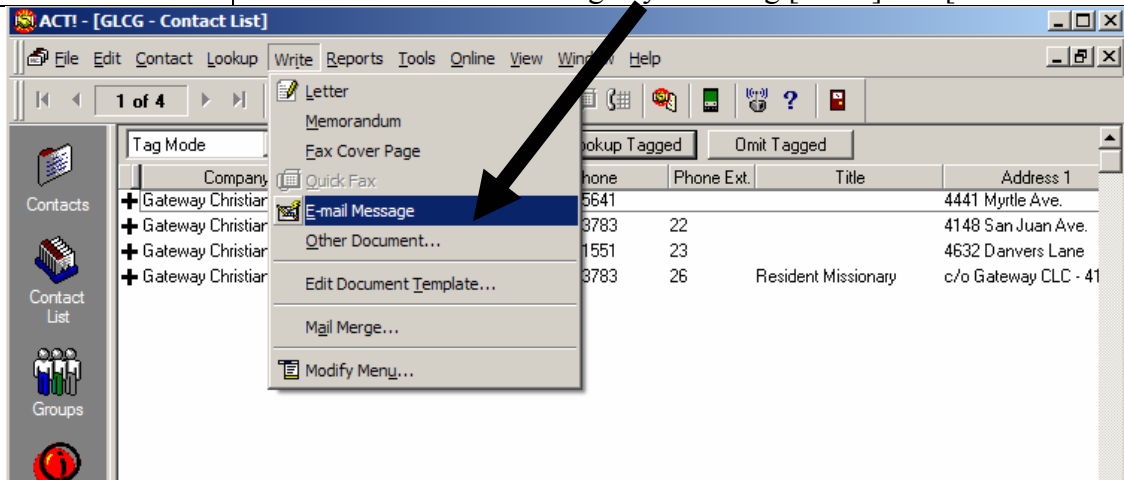 ACT! - [GLCG - Contact List]
File Edit Contact Lookup Write Reports Tools Online View Window Help
1 of 4
Letter
Memorandum
Fax Cover Page
Quick Fax
E-mail Message
Other Document...
Edit Document Template...
Mail Merge...
Modify Menu...
Tag Mode Tagged Omit Tagged
Company Phone Ext. Title Address 1
Gateway Christian 5641 4441 Myrtle Ave.
Gateway Christian 3783 22 4148 San Juan Ave.
Gateway Christian 1551 23 4632 Danvers Lane
Gateway Christian 3783 26 Resident Missionary c/o Gateway CLC - 41
Contacts
Contact
List
Groups